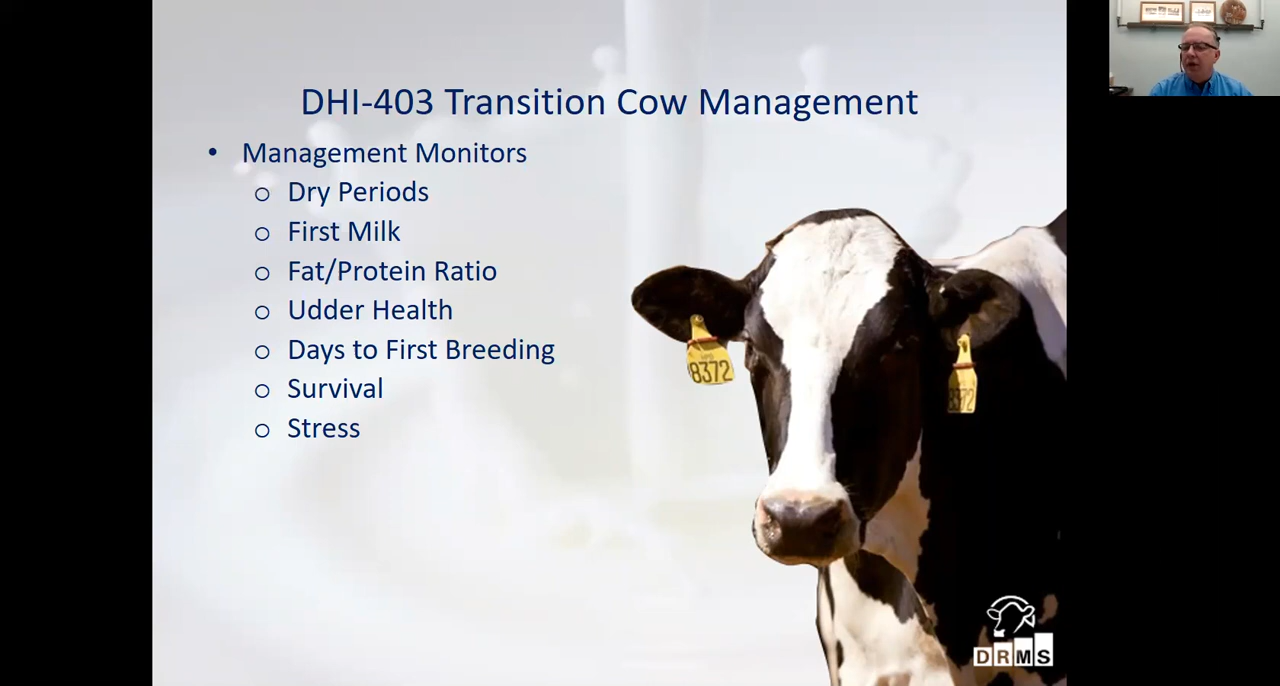 DHI-403 Transition Cow Management
• Management Monitors
o Dry Periods
o First Milk
o Fat/Protein Ratio
o Udder Health
o Days to First Breeding
o Survival
o Stress
8372
8372
DRMS